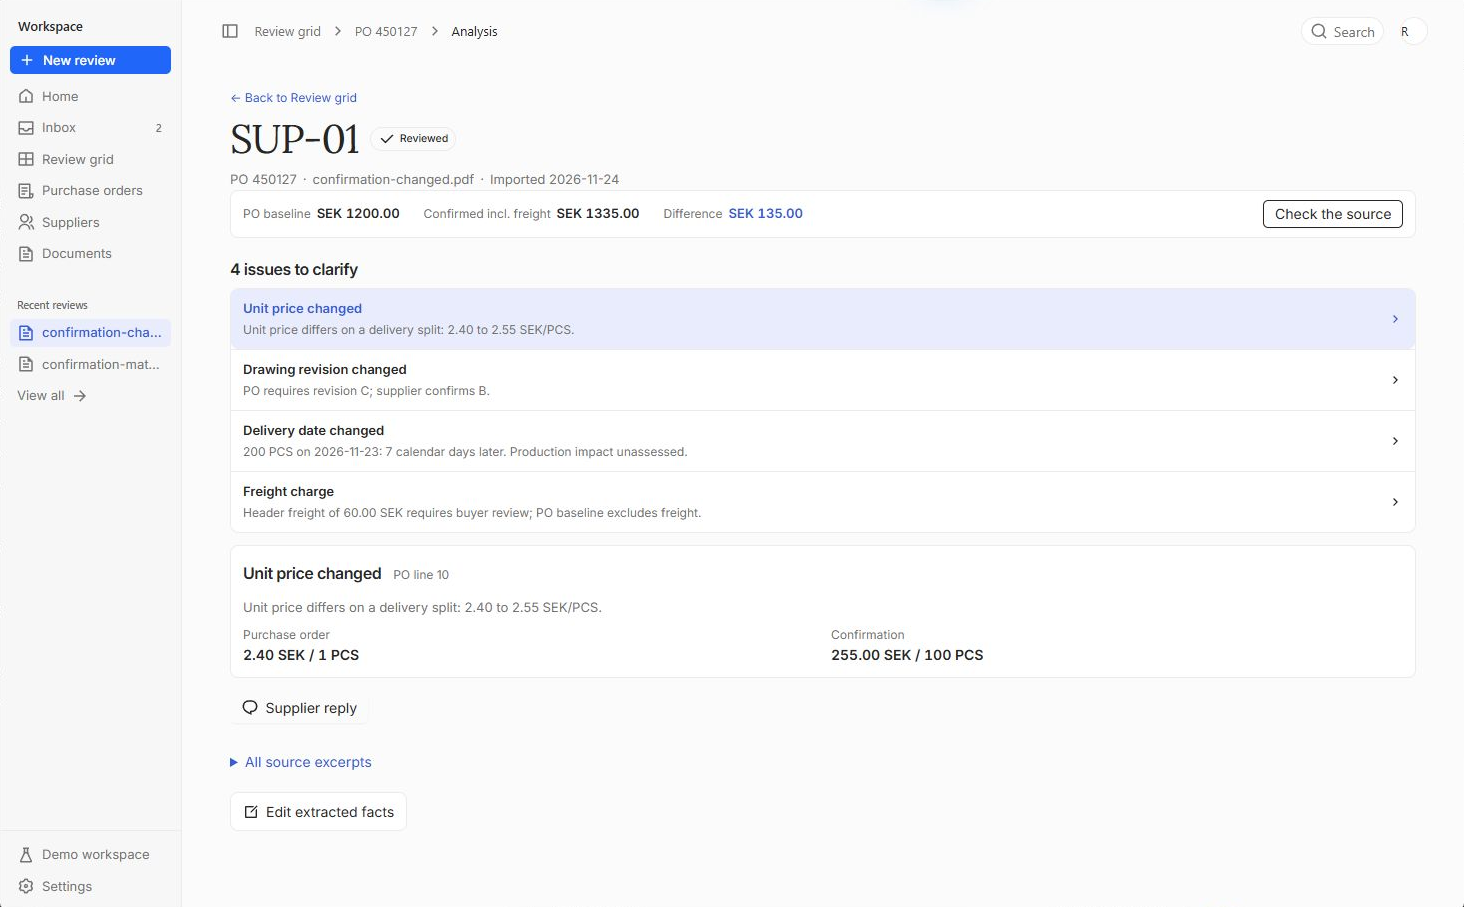 Workspace
New review
Home
Inbox 2
Review grid
Purchase orders
Suppliers
Documents
Recent reviews
confirmation-cha...
confirmation-mat...
View all →
Demo workspace
Settings
Review grid > PO 450127 > Analysis
Search
R
← Back to Review grid
SUP-01 Reviewed
PO 450127 · confirmation-changed.pdf · Imported 2026-11-24
PO baseline SEK 1200.00 Confirmed incl. freight SEK 1335.00 Difference SEK 135.00 Check the source
4 issues to clarify
Unit price changed
Unit price differs on a delivery split: 2.40 to 2.55 SEK/PCS.
Drawing revision changed
PO requires revision C; supplier confirms B.
Delivery date changed
200 PCS on 2026-11-23: 7 calendar days later. Production impact unassessed.
Freight charge
Header freight of 60.00 SEK requires buyer review; PO baseline excludes freight.
Unit price changed PO line 10
Unit price differs on a delivery split: 2.40 to 2.55 SEK/PCS.
Purchase order Confirmation
2.40 SEK / 1 PCS 255.00 SEK / 100 PCS
Supplier reply
All source excerpts
Edit extracted facts